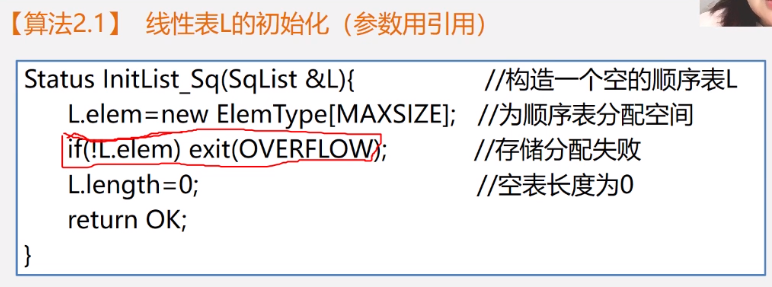 【算法2.1】 线性表L的初始化（参数用引用）
Status InitList_Sq(SqList &L){ //构造一个空的顺序表L
L.elem=new ElemType[MAXSIZE]; //为顺序表分配空间
if(!L.elem) exit(OVERFLOW); //存储分配失败
L.length=0; //空表长度为0
return OK;
}